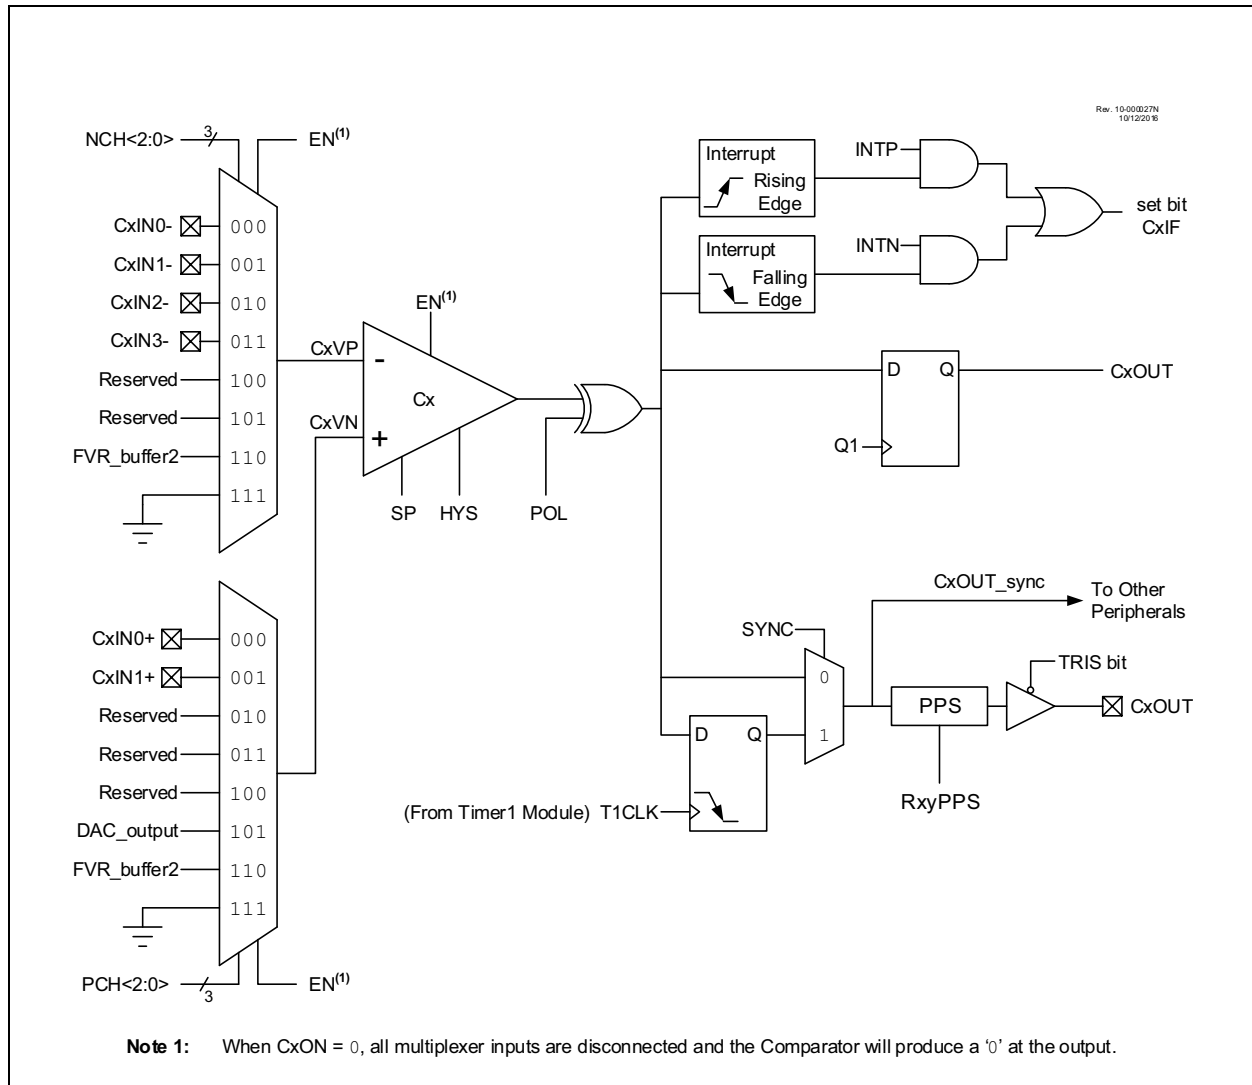 Rev. 10-000027N
10/12/2016
NCH<2:0>
3
EN(1)
CxIN0-
000
CxIN1-
001
CxIN2-
010
CxIN3-
011
Reserved
100
Reserved
101
FVR_buffer2
110
111
CxVP
CxVN
EN(1)
-
+
Cx
SP
HYS
POL
Interrupt
Rising
Edge
INTP
Interrupt
Falling
Edge
INTN
set bit
CxIF
D
Q
Q1
CxOUT
CxIN0+
000
CxIN1+
001
Reserved
010
Reserved
011
Reserved
100
DAC_output
101
FVR_buffer2
110
111
PCH<2:0>
3
EN(1)
CxOUT_sync
To Other
Peripherals
SYNC
0
1
TRIS bit
PPS
CxOUT
RxyPPS
D
Q
(From Timer1 Module) T1CLK
Note 1: When CxON = 0, all multiplexer inputs are disconnected and the Comparator will produce a ‘0’ at the output.